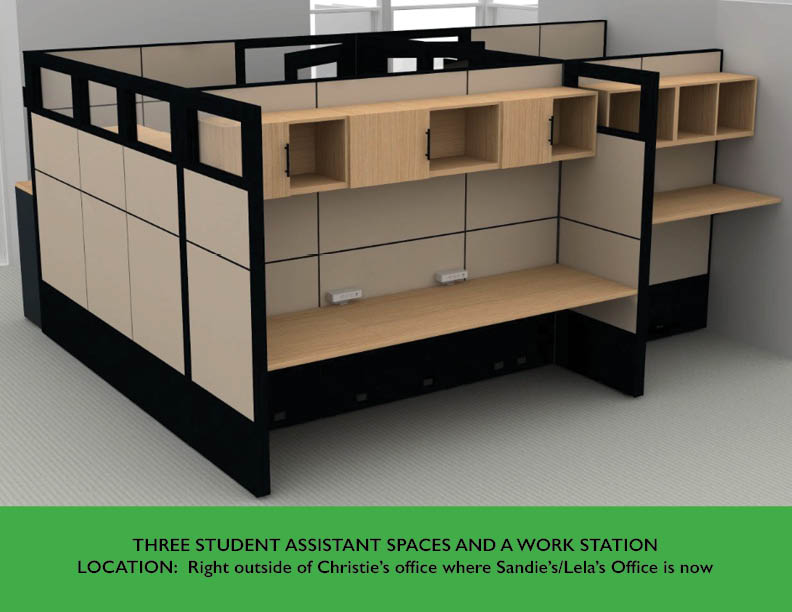 THREE STUDENT ASSISTANT SPACES AND A WORK STATION
LOCATION:  Right outside of Christie’s office where Sandie’s/Lela’s Office is now